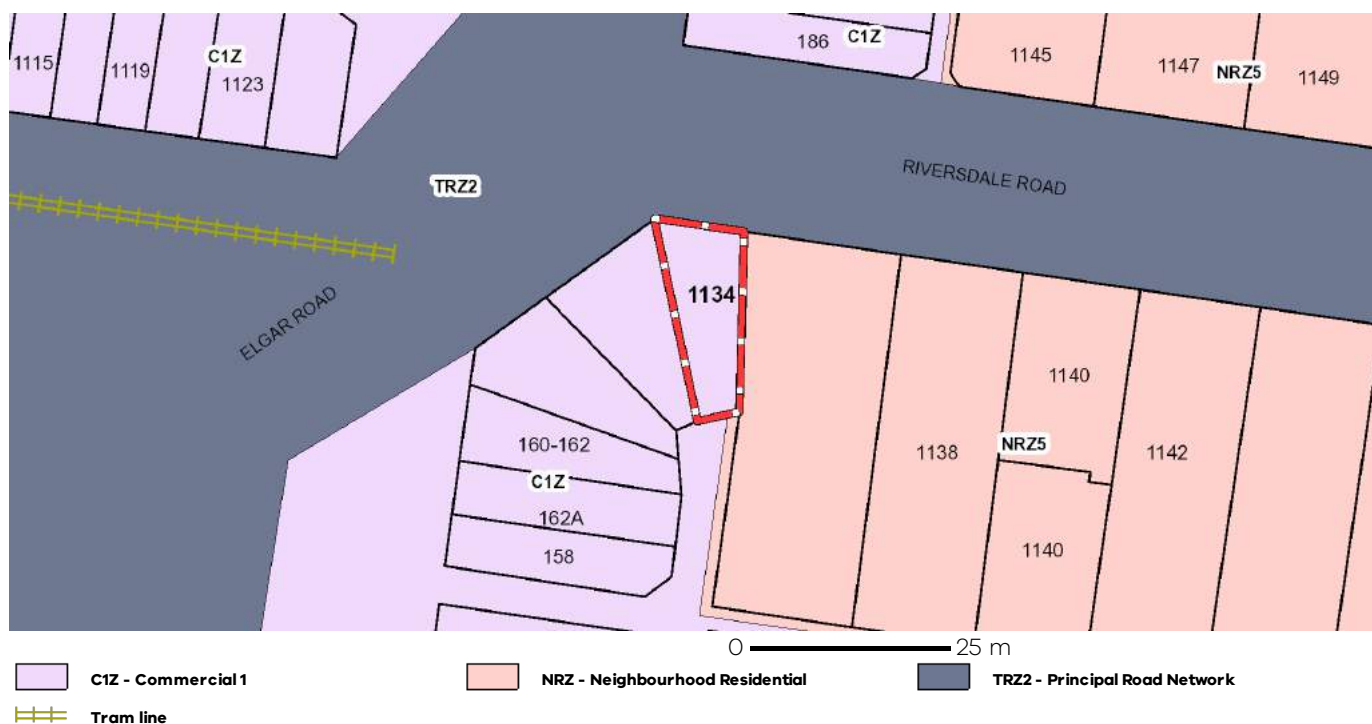 1115
1119
C1Z
1123
186
C1Z
1145
1147
NRZ5
1149
TRZ2
RIVERSDALE ROAD
ELGAR ROAD
1134
160-162
C1Z
162A
158
1138
1140
NRZ5
1142
1140
0 25 m
C1Z - Commercial 1
NRZ - Neighbourhood Residential
TRZ2 - Principal Road Network
Tram line